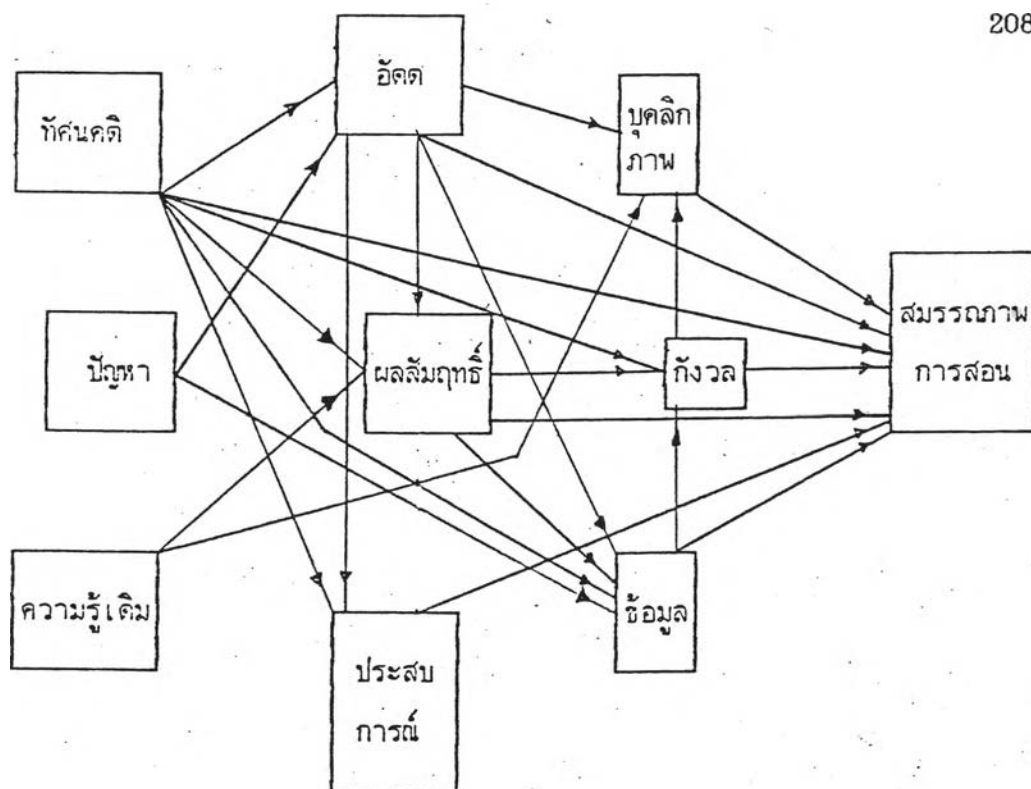 208
อัตต
ทัศนคติ
บุคลิก
ภาพ
สมรรถภาพ
การสอน
ปัญหา
ผลสัมฤทธิ์
กังวล
ความรู้เดิม
ข้อมูล
ประสบ
การณ์